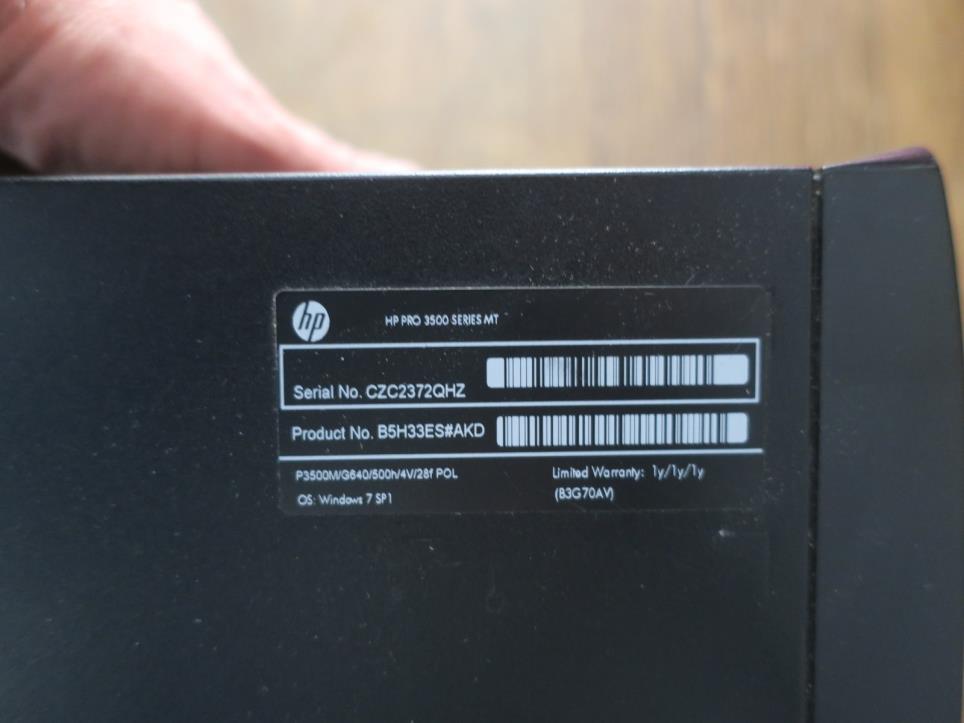 hp
HP PRO 3500 SERIES MT
Serial No. CZC2372QHZ
Product No. B5H33ES#AKD
P3500M/G640/500h/4V/28f POL
Limited Warranty: 1y/1y/1y
OS: Windows 7 SP1
(B3G70AV)